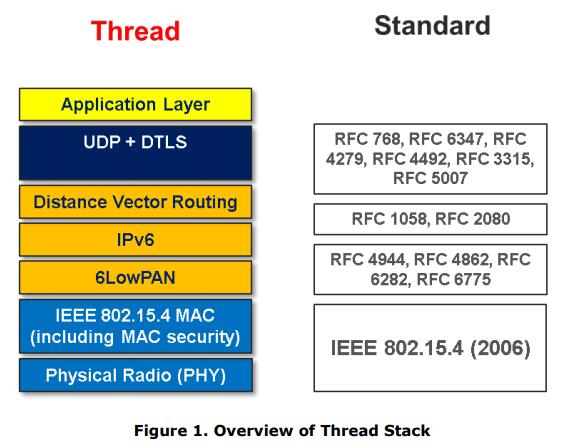 Thread
Standard
Application Layer
UDP + DTLS
RFC 768, RFC 6347, RFC
4279, RFC 4492, RFC 3315,
RFC 5007
Distance Vector Routing
RFC 1058, RFC 2080
IPv6
6LowPAN
RFC 4944, RFC 4862, RFC
6282, RFC 6775
IEEE 802.15.4 MAC
(including MAC security)
Physical Radio (PHY)
IEEE 802.15.4 (2006)
Figure 1. Overview of Thread Stack